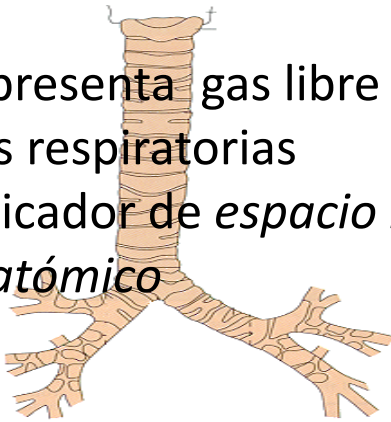 presenta gas libre
s respiratorias
icador de espacio
atómico